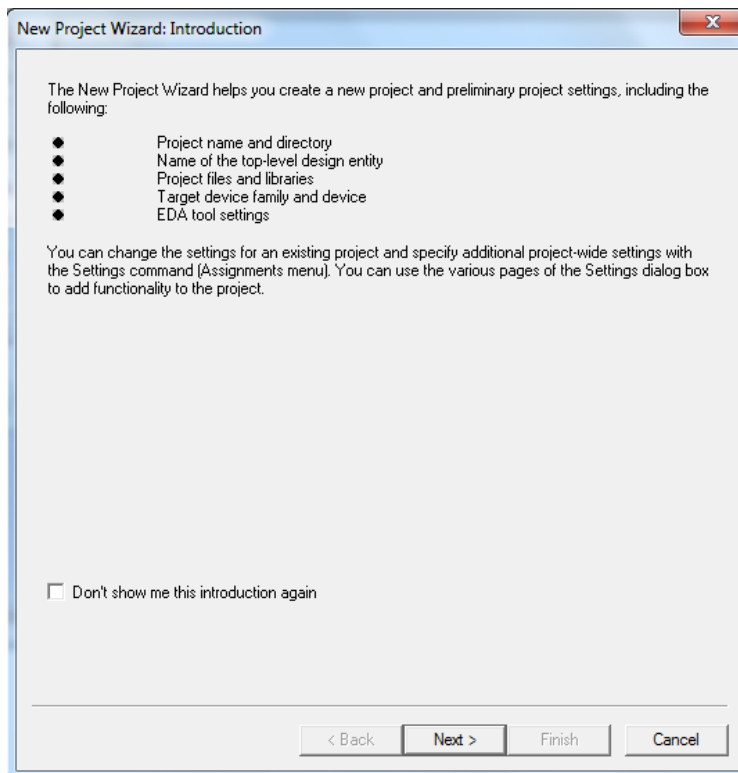 New Project Wizard: Introduction
The New Project Wizard helps you create a new project and preliminary project settings, including the
following:
Project name and directory
Name of the top-level design entity
Project files and libraries
Target device family and device
EDA tool settings
You can change the settings for an existing project and specify additional project-wide settings with
the Settings command (Assignments menu). You can use the various pages of the Settings dialog box
to add functionality to the project.
Don't show me this introduction again
< Back Next > Finish Cancel